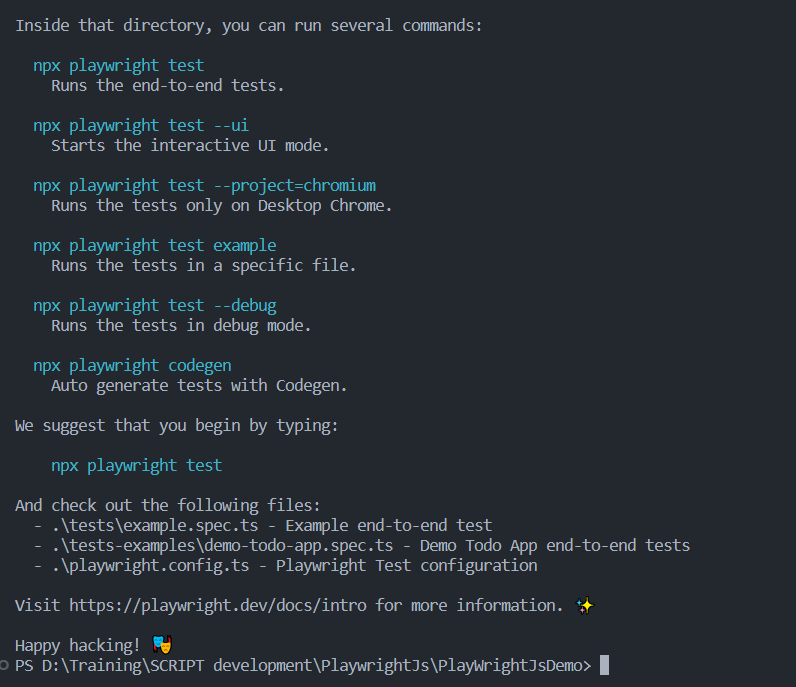 Inside that directory, you can run several commands:
npx playwright test
Runs the end-to-end tests.
npx playwright test --ui
Starts the interactive UI mode.
npx playwright test --project=chromium
Runs the tests only on Desktop Chrome.
npx playwright test example
Runs the tests in a specific file.
npx playwright test --debug
Runs the tests in debug mode.
npx playwright codegen
Auto generate tests with Codegen.
We suggest that you begin by typing:
npx playwright test
And check out the following files:
- .\tests\example.spec.ts - Example end-to-end test
- .\tests-examples\demo-todo-app.spec.ts - Demo Todo App end-to-end tests
- .\playwright.config.ts - Playwright Test configuration
Visit https://playwright.dev/docs/intro for more information. ✨
Happy hacking! 🎭
PS D:\Training\SCRIPT development\PlaywrightJs\PlayWrightJsDemo>